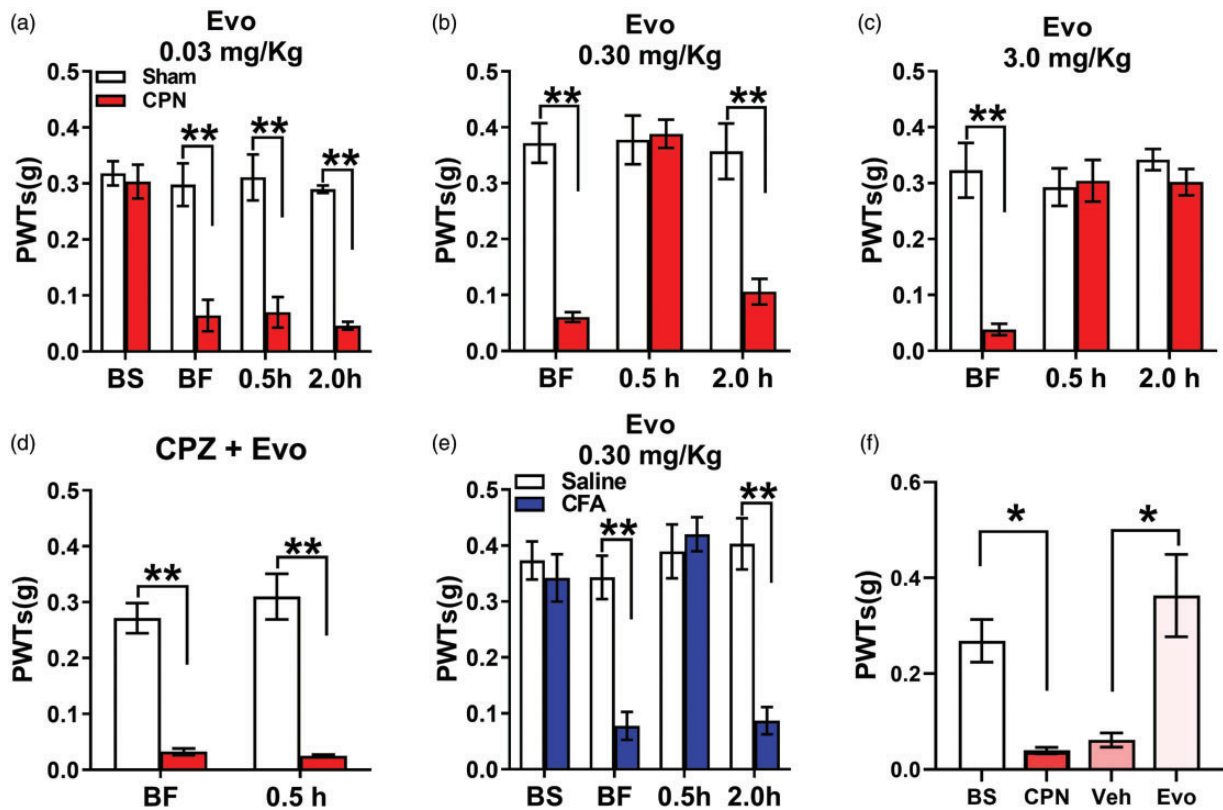 (a)
Evo
0.03 mg/Kg
Sham
CPN
PWTs(g)
0.5
0.4
0.3
0.2
0.1
0.0
** ** **
BS BF 0.5h 2.0h
(b)
Evo
0.30 mg/Kg
PWTs(g)
0.5
0.4
0.3
0.2
0.1
0.0
** **
BF 0.5 h 2.0 h
(c)
Evo
3.0 mg/Kg
PWTs(g)
0.5
0.4
0.3
0.2
0.1
0.0
**
BF 0.5 h 2.0 h
(d)
CPZ + Evo
PWTs(g)
0.5
0.4
0.3
0.2
0.1
0.0
** **
BF 0.5 h
(e)
Evo
0.30 mg/Kg
Saline
CFA
PWTs(g)
0.5
0.4
0.3
0.2
0.1
0.0
** **
BS BF 0.5h 2.0h
(f)
PWTs(g)
0.6
0.4
0.2
0.0
* *
BS CPN Veh Evo